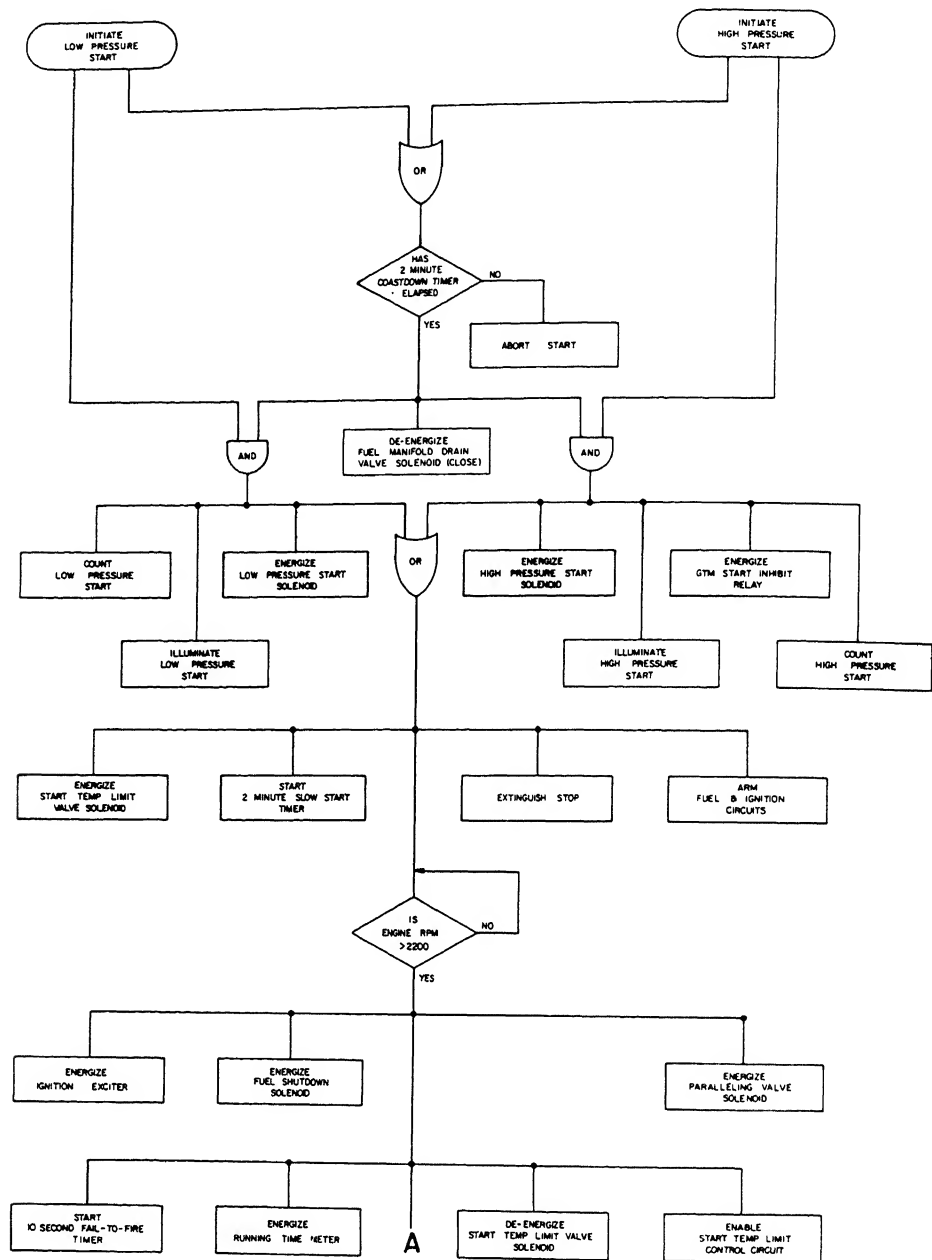 INITIATE
LOW PRESSURE
START
INITIATE
HIGH PRESSURE
START
OR
HAS
2 MINUTE
COASTDOWN TIMER
ELAPSED
NO
YES
ABORT START
AND
DE-ENERGIZE
FUEL MANIFOLD DRAIN
VALVE SOLENOID (CLOSE)
AND
COUNT
LOW PRESSURE
START
ENERGIZE
LOW PRESSURE START
SOLENOID
OR
ENERGIZE
HIGH PRESSURE START
SOLENOID
ENERGIZE
GTM START INHIBIT
RELAY
ILLUMINATE
LOW PRESSURE
START
ILLUMINATE
HIGH PRESSURE
START
COUNT
HIGH PRESSURE
START
ENERGIZE
START TEMP LIMIT
VALVE SOLENOID
START
2 MINUTE SLOW START
TIMER
EXTINGUISH STOP
ARM
FUEL & IGNITION
CIRCUITS
IS
ENGINE RPM
>2200
NO
YES
ENERGIZE
IGNITION EXCITER
ENERGIZE
FUEL SHUTDOWN
SOLENOID
ENERGIZE
PARALLELING VALVE
SOLENOID
START
10 SECOND FAIL-TO-FIRE
TIMER
ENERGIZE
RUNNING TIME METER
A
DE-ENERGIZE
START TEMP LIMIT VALVE
SOLENOID
ENABLE
START TEMP LIMIT
CONTROL CIRCUIT